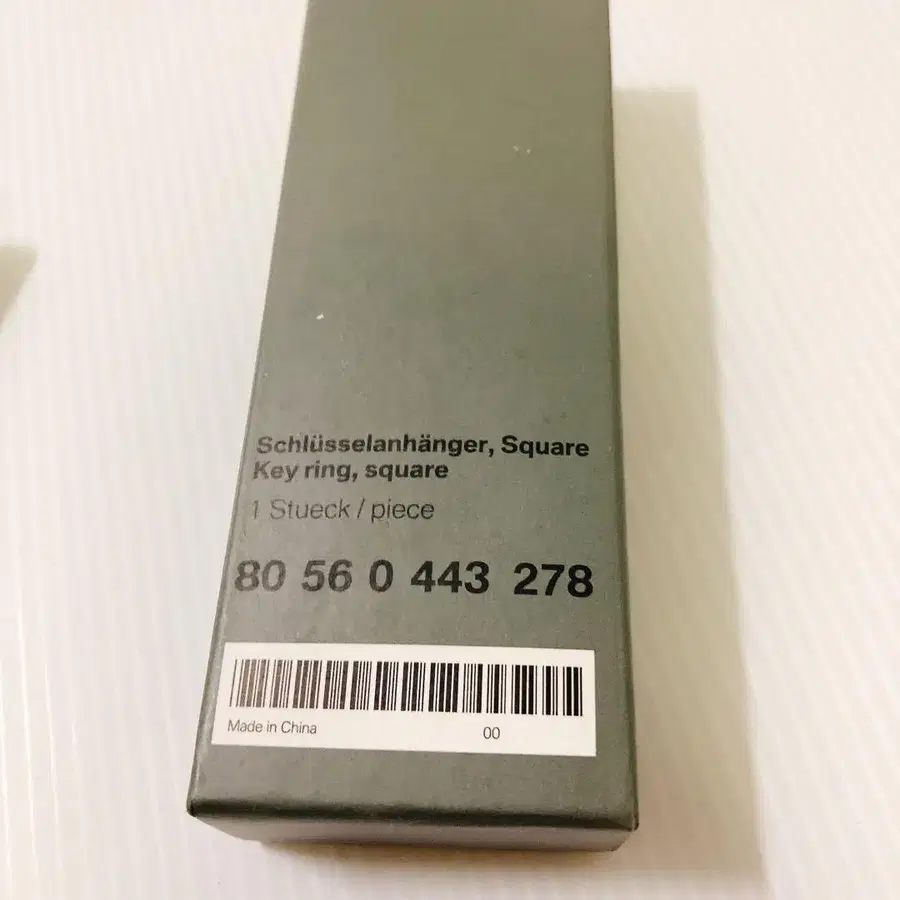 Schlüsselanhänger, Square
Key ring, square
1 Stueck / piece
80 56 0 443 278
Made in China 00